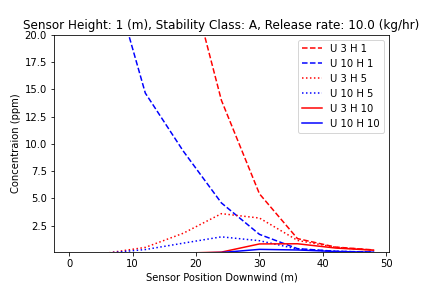 Sensor Height: 1 (m), Stability Class: A, Release rate: 10.0 (kg/hr)
20.0
17.5
15.0
12.5
10.0
7.5
5.0
2.5
Concentraion (ppm)
U 3 H 1
U 10 H 1
U 3 H 5
U 10 H 5
U 3 H 10
U 10 H 10
0 10 20 30 40 50
Sensor Position Downwind (m)